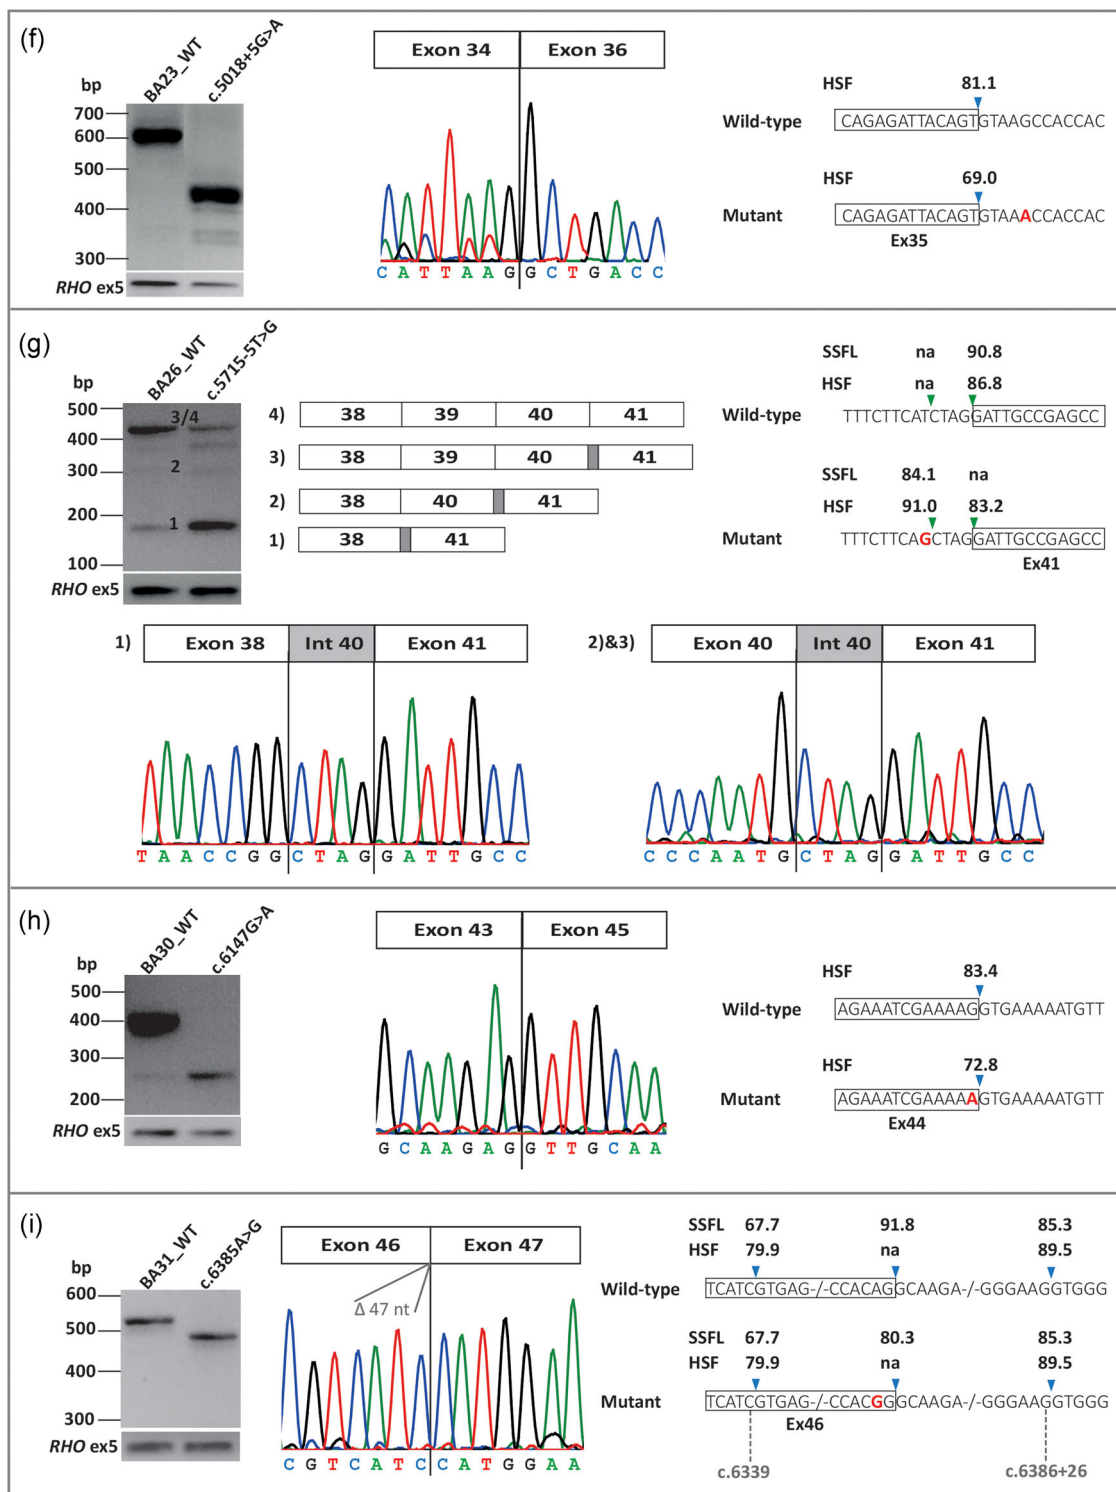 (f)
BA23_WT
c.5018+5G>A
bp
700
600
500
400
300
RHO ex5
Exon 34 Exon 36
C A T T A A G G C T G A C C
HSF 81.1
Wild-type CAGAGATTACAGTGTAAGCCACCAC
HSF 69.0
Mutant CAGAGATTACAGTGTAAACCACCAC
Ex35
(g)
BA26_WT
c.5715-5T>G
bp
500
400
300
200
100
3/4
2
1
RHO ex5
4) 38 39 40 41
3) 38 39 40 41
2) 38 40 41
1) 38 41
SSFL na 90.8
HSF na 86.8
Wild-type TTTCTTCATCTAGGATTGCCGAGCC
SSFL 84.1 na
HSF 91.0 83.2
Mutant TTTCTTCAGCTAGGATTGCCGAGCC
Ex41
1) Exon 38 Int 40 Exon 41
T A A C C G G C T A G G A T T G C C
2)&3) Exon 40 Int 40 Exon 41
C C C A A T G C T A G G A T T G C C
(h)
BA30_WT
c.6147G>A
bp
500
400
300
200
RHO ex5
Exon 43 Exon 45
G C A A G A G G T T G C A A
HSF 83.4
Wild-type AGAAATCGAAAAGGTGAAAAATGTT
HSF 72.8
Mutant AGAAATCGAAAAAGTGAAAAATGTT
Ex44
(i)
BA31_WT
c.6385A>G
bp
600
500
400
300
RHO ex5
Exon 46 Exon 47
Δ 47 nt
C G T C A T C C A T G G A A
SSFL 67.7 91.8 85.3
HSF 79.9 na 89.5
Wild-type TCATCGTGAG-/-CCACAGGCAAGA-/-GGGAAGGTGGG
SSFL 67.7 80.3 85.3
HSF 79.9 na 89.5
Mutant TCATCGTGAG-/-CCACGGGCAAGA-/-GGGAAGGTGGG
Ex46
c.6339 c.6386+26